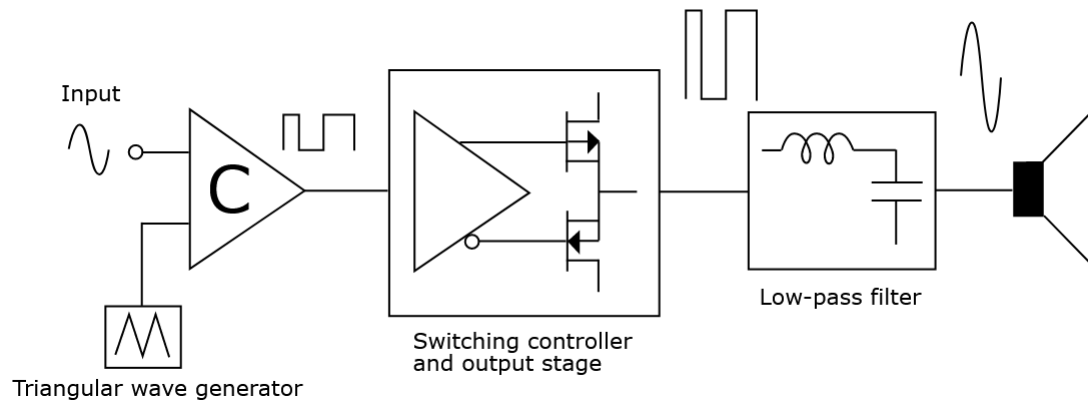 Input
C
Triangular wave generator
Switching controller
and output stage
Low-pass filter